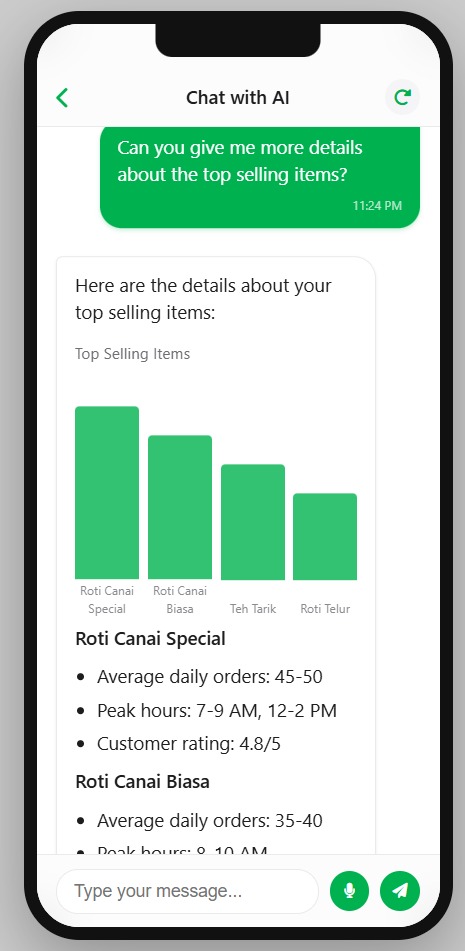 Chat with AI
Can you give me more details
about the top selling items?
11:24 PM
Here are the details about your
top selling items:
Top Selling Items
Roti Canai
Special
Roti Canai
Biasa
Teh Tarik
Roti Telur
Roti Canai Special
• Average daily orders: 45-50
• Peak hours: 7-9 AM, 12-2 PM
• Customer rating: 4.8/5
Roti Canai Biasa
• Average daily orders: 35-40
• Peak hours: 8-10 AM
Type your message...